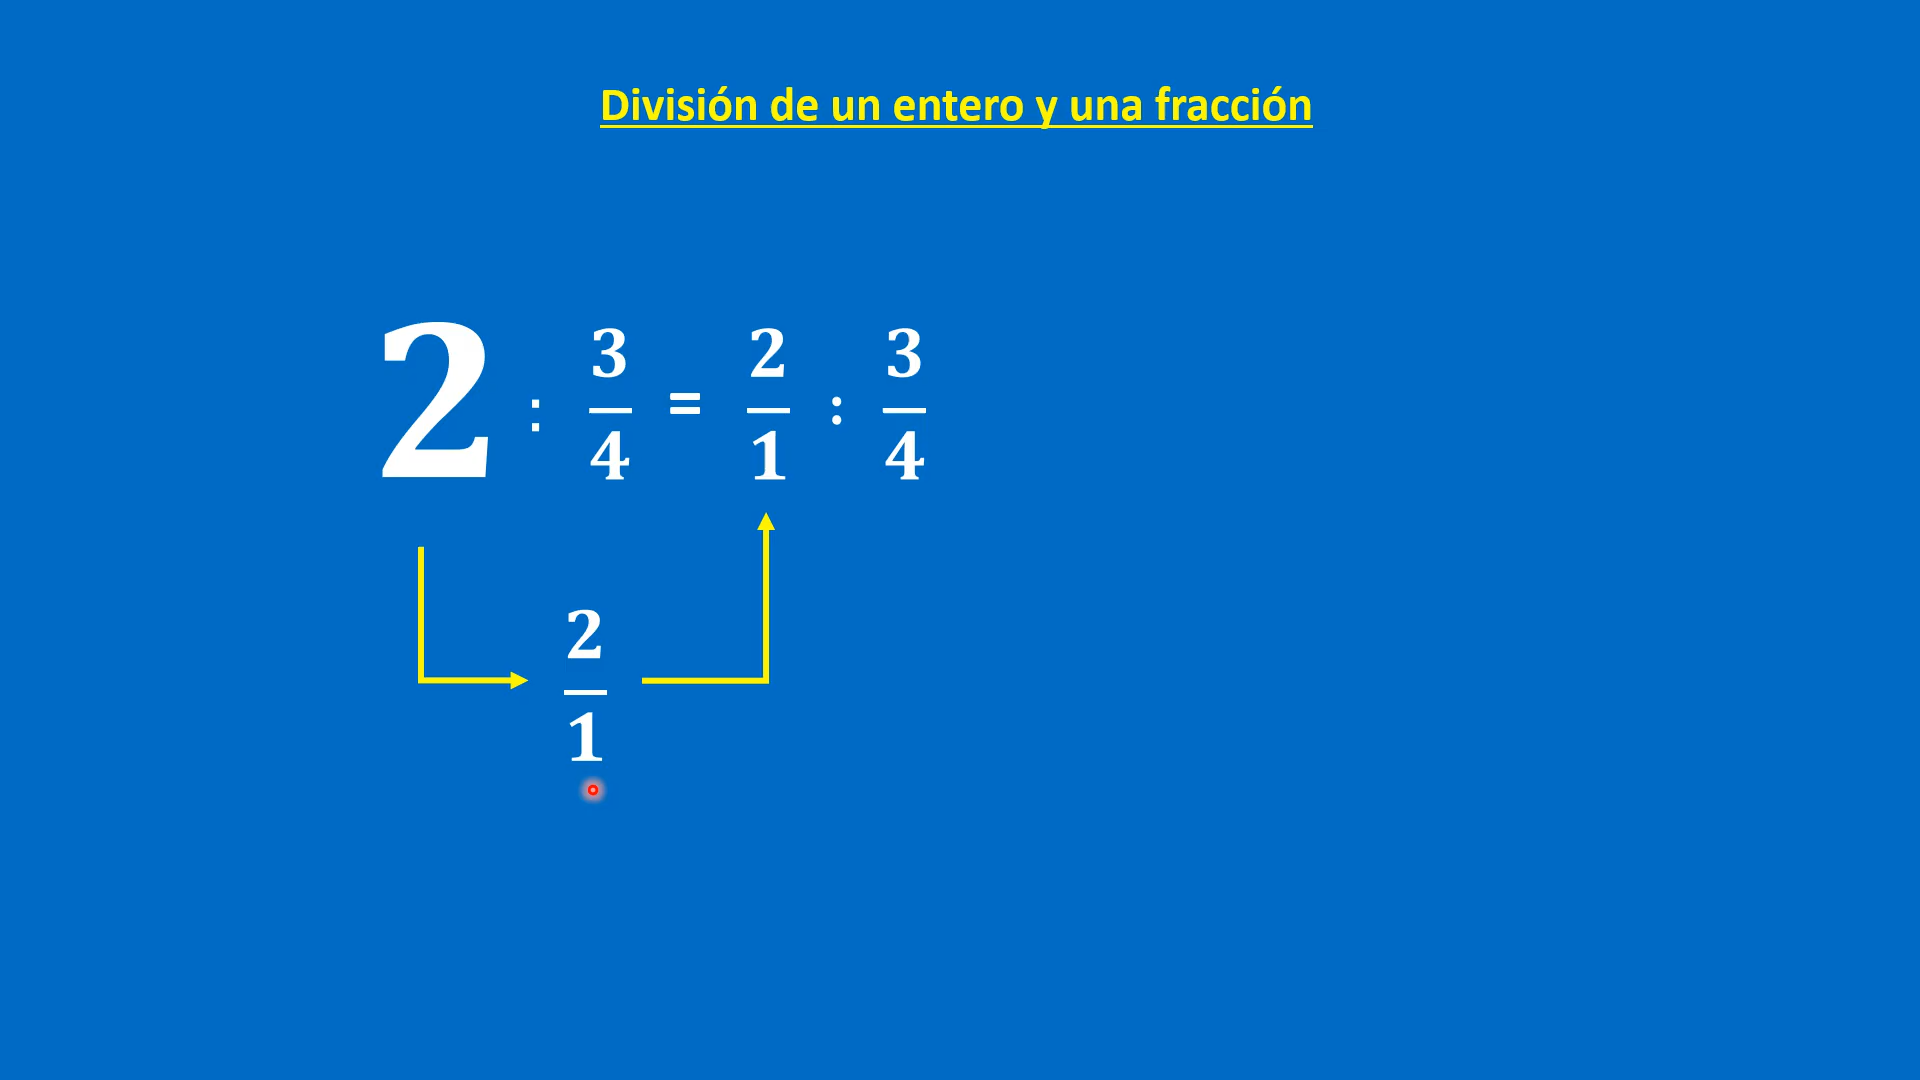 División de un entero y una fracción
2 : 3/4 = 2/1 : 3/4
2/1